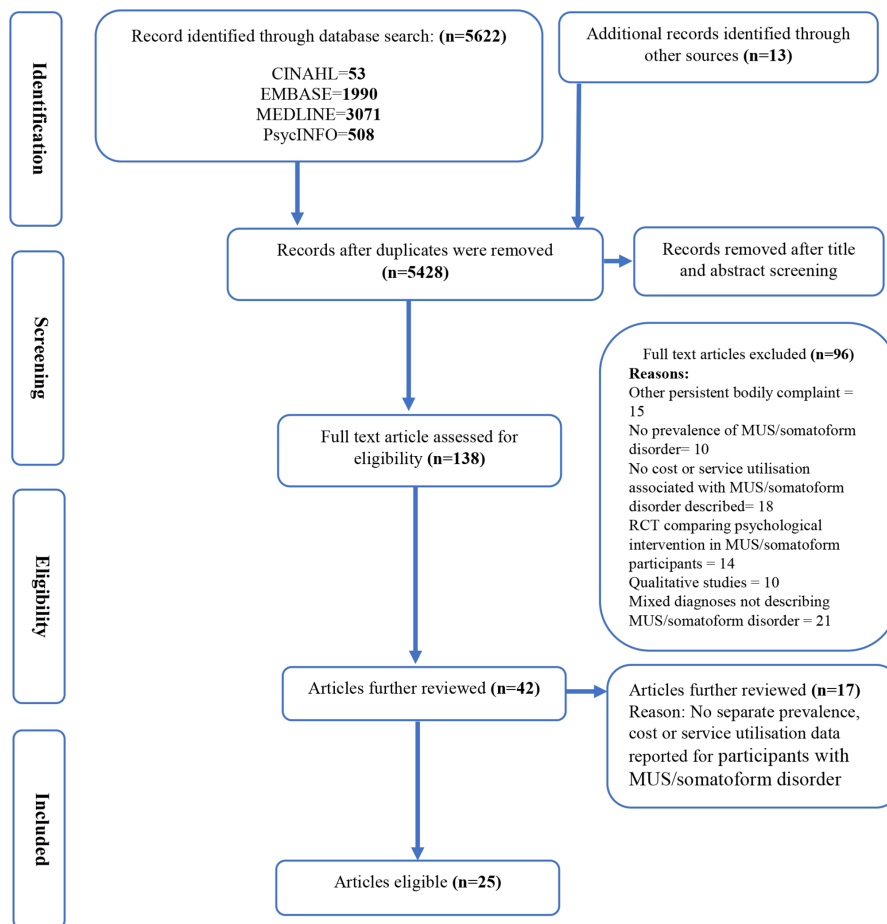 Identification
Record identified through database search: (n=5622)
CINAHL=53
EMBASE=1990
MEDLINE=3071
PsycINFO=508
Additional records identified through
other sources (n=13)
Records after duplicates were removed
(n=5428)
Records removed after title
and abstract screening
Screening
Full text article assessed for
eligibility (n=138)
Full text articles excluded (n=96)
Reasons:
Other persistent bodily complaint =
15
No prevalence of MUS/somatoform
disorder= 10
No cost or service utilisation
associated with MUS/somatoform
disorder described= 18
RCT comparing psychological
intervention in MUS/somatoform
participants = 14
Qualitative studies = 10
Mixed diagnoses not describing
MUS/somatoform disorder = 21
Eligibility
Articles further reviewed (n=42)
Articles further reviewed (n=17)
Reason: No separate prevalence,
cost or service utilisation data
reported for participants with
MUS/somatoform disorder
Included
Articles eligible (n=25)